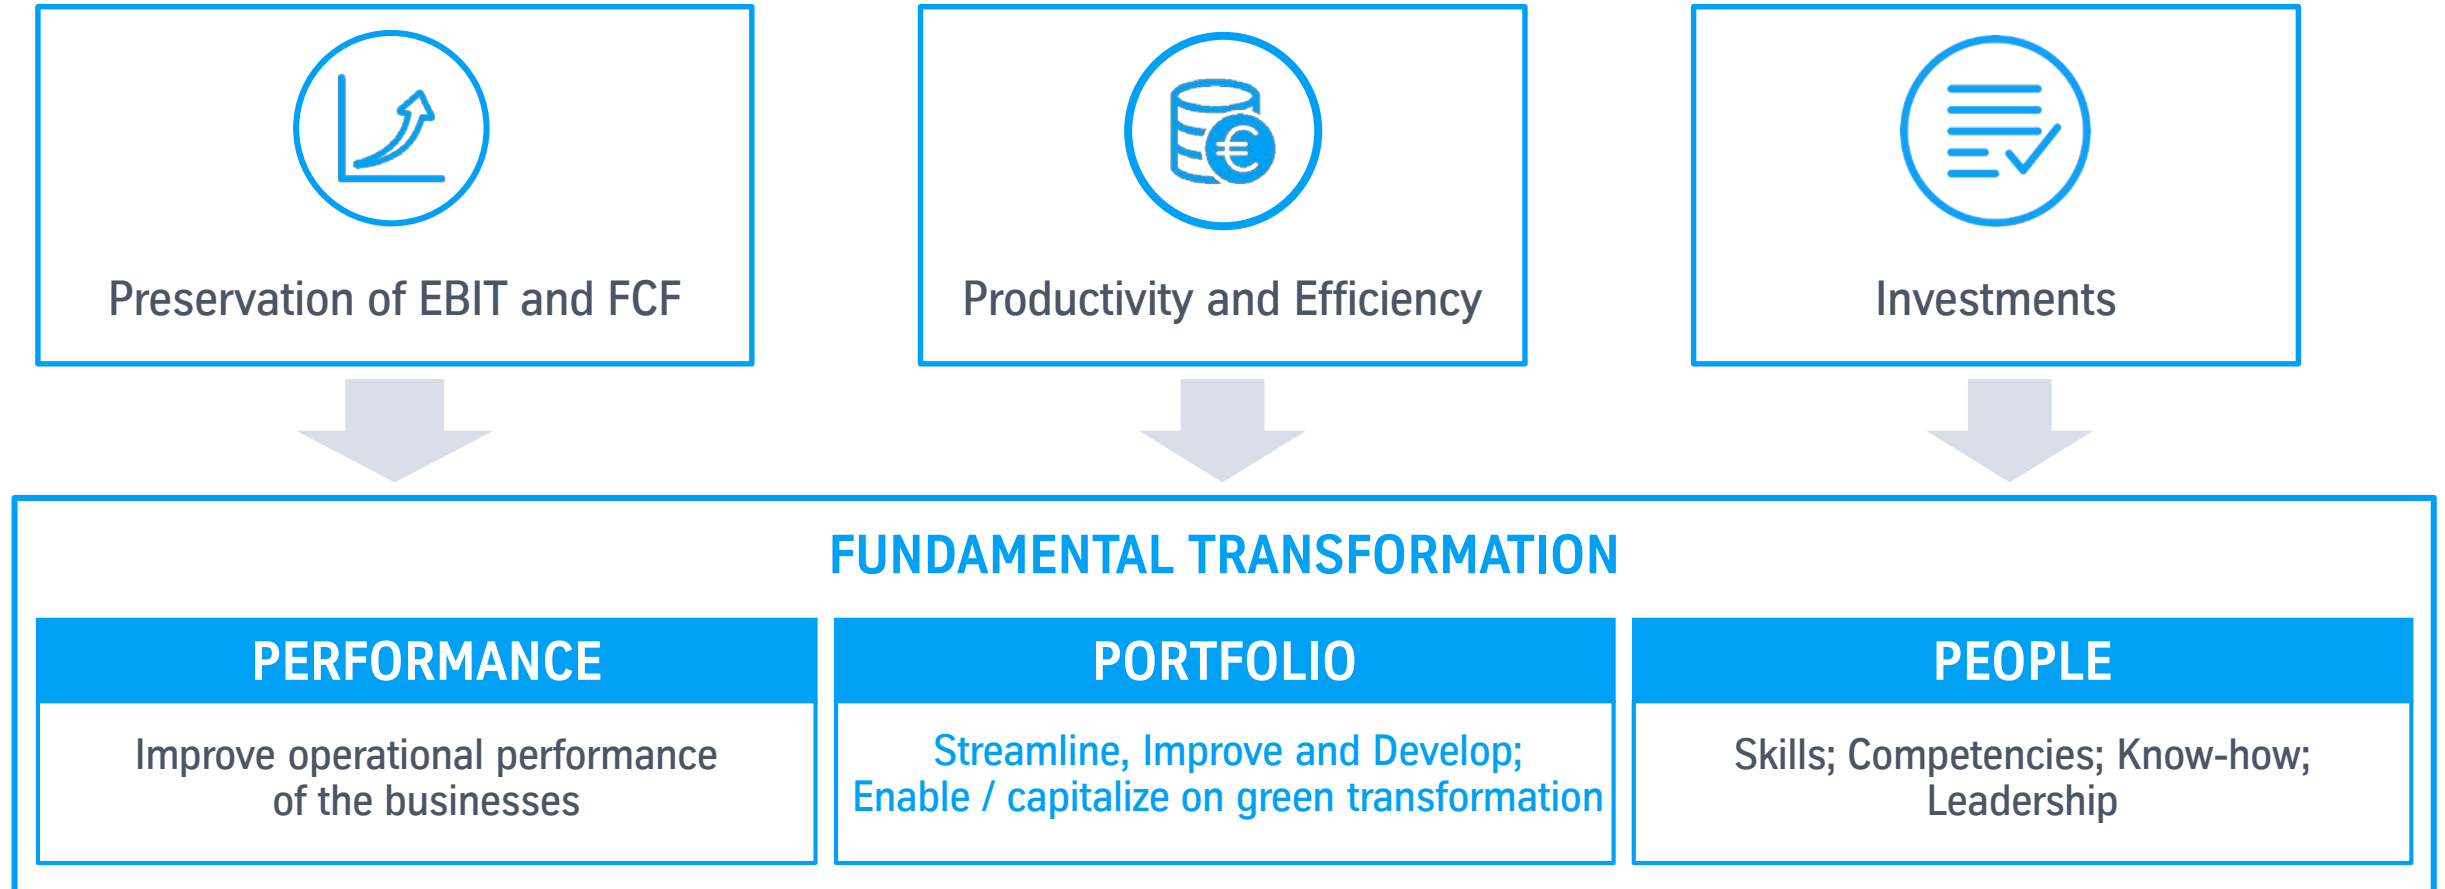 Preservation of EBIT and FCF
Productivity and Efficiency
Investments
FUNDAMENTAL TRANSFORMATION
PERFORMANCE
Improve operational performance
of the businesses
PORTFOLIO
Streamline, Improve and Develop;
Enable / capitalize on green transformation
PEOPLE
Skills; Competencies; Know-how;
Leadership